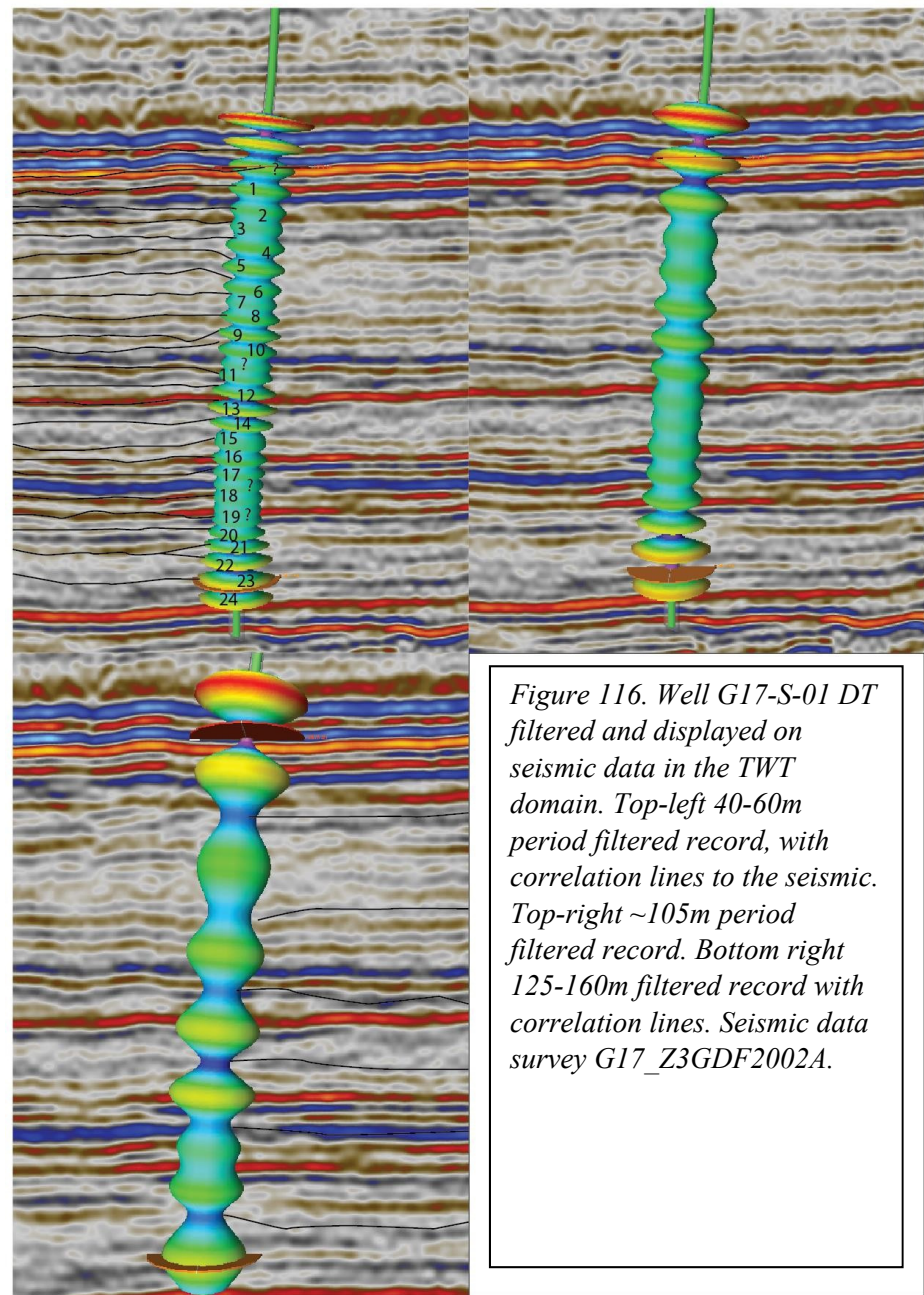 ?
1
2
3
4
5
6
7
8
9
10
?
11
12
13
14
15
16
17
?
18
19 ?
20
21
22
23
24
Figure 116. Well G17-S-01 DT
filtered and displayed on
seismic data in the TWT
domain. Top-left 40-60m
period filtered record, with
correlation lines to the seismic.
Top-right ~105m period
filtered record. Bottom right
125-160m filtered record with
correlation lines. Seismic data
survey G17_Z3GDF2002A.